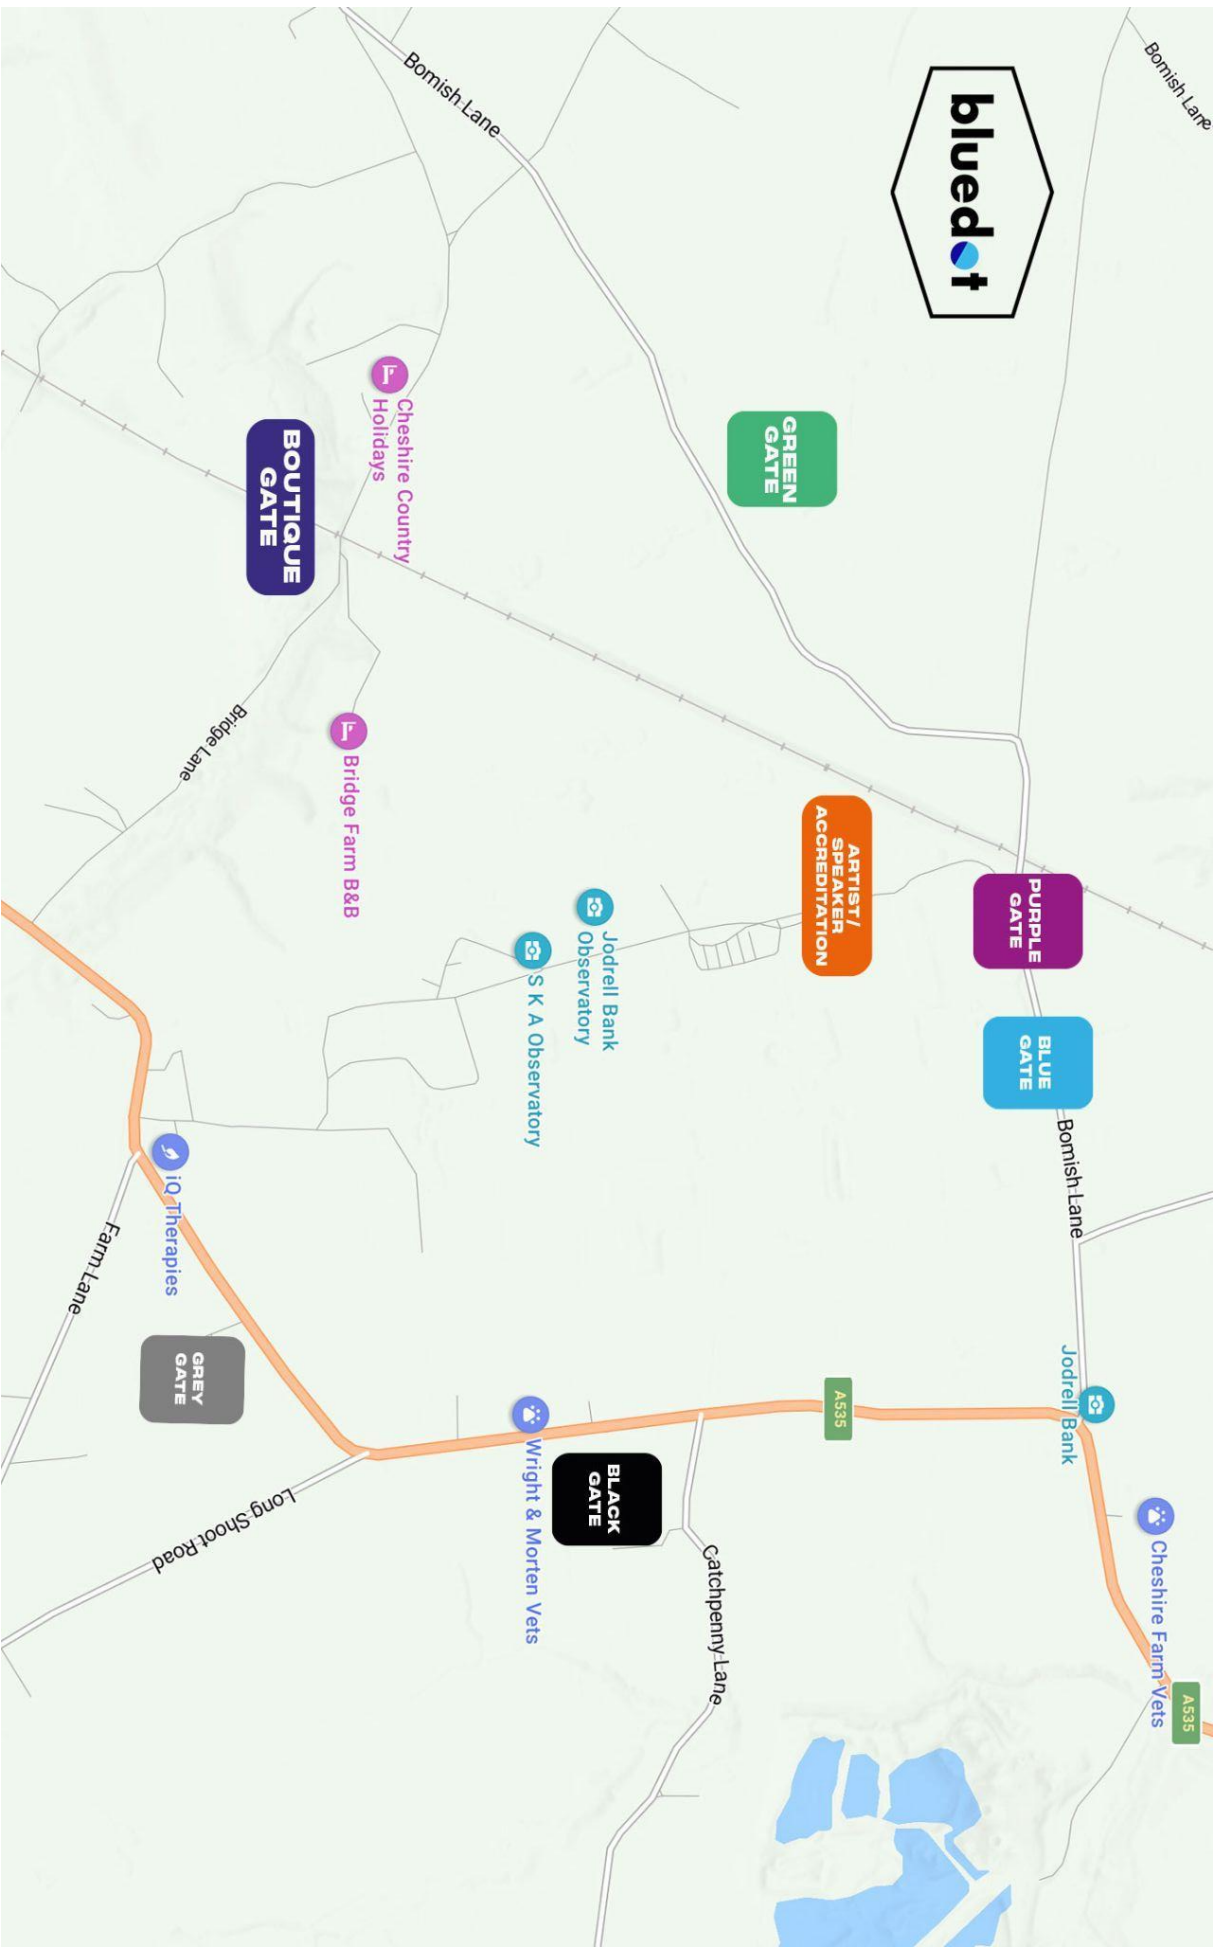 bluedot
Bomish Lane
Bomish Lane
Cheshire Farm Vets
A535
PURPLE
GATE
BLUE
GATE
Bomish Lane
Jodrell Bank
GREEN
GATE
ARTIST/
SPEAKER
ACCREDITATION
A535
Catchpenny Lane
Jodrell Bank
Observatory
BLACK
GATE
S K A Observatory
Wright & Morten Vets
Bomish Lane
Cheshire Country
Holidays
Bridge Farm B&B
BOUTIQUE
GATE
Bridge Lane
Long Shoot Road
iQ Therapies
GREY
GATE
Farm Lane